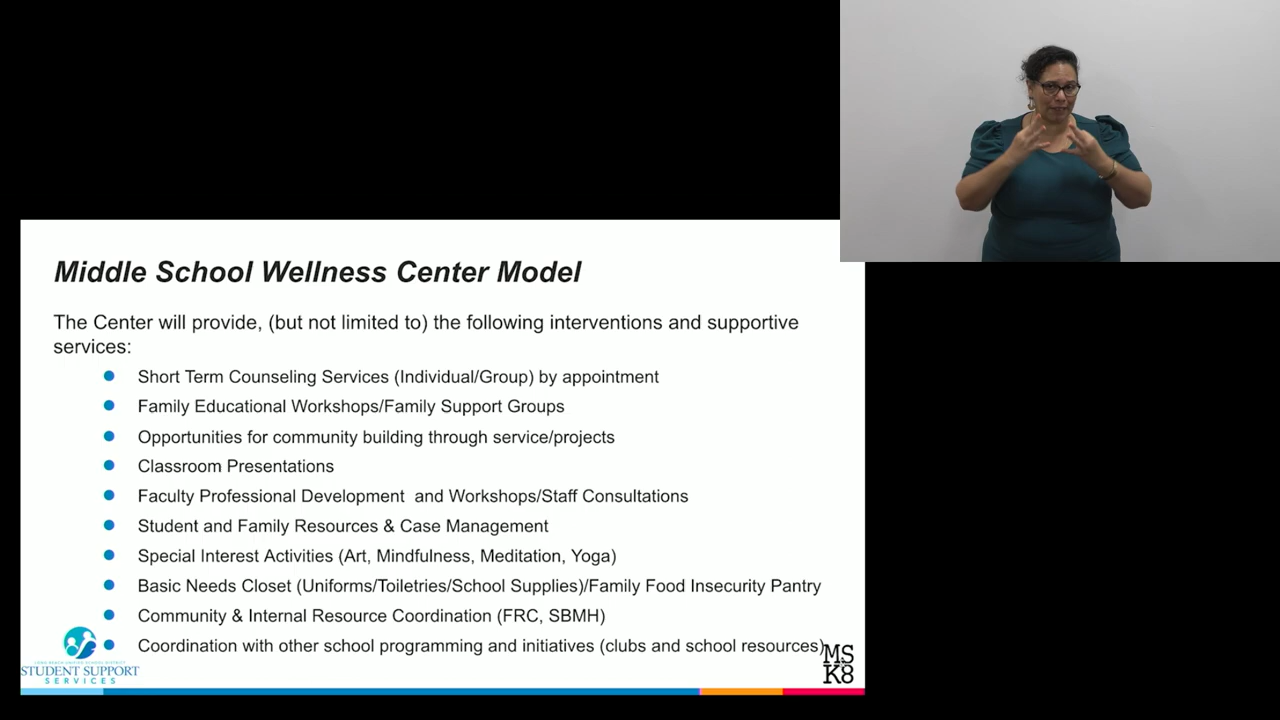 Middle School Wellness Center Model
The Center will provide, (but not limited to) the following interventions and supportive
services:
Short Term Counseling Services (Individual/Group) by appointment
Family Educational Workshops/Family Support Groups
Opportunities for community building through service/projects
Classroom Presentations
Faculty Professional Development  and Workshops/Staff Consultations
Student and Family Resources & Case Management
Special Interest Activities (Art, Mindfulness, Meditation, Yoga)
Basic Needs Closet (Uniforms/Toiletries/School Supplies)/Family Food Insecurity Pantry
Community & Internal Resource Coordination (FRC, SBMH)
Coordination with other school programming and initiatives (clubs and school resources)
LONG BEACH UNIFIED SCHOOL DISTRICT
STUDENT SUPPORT
SERVICES
MS
K8